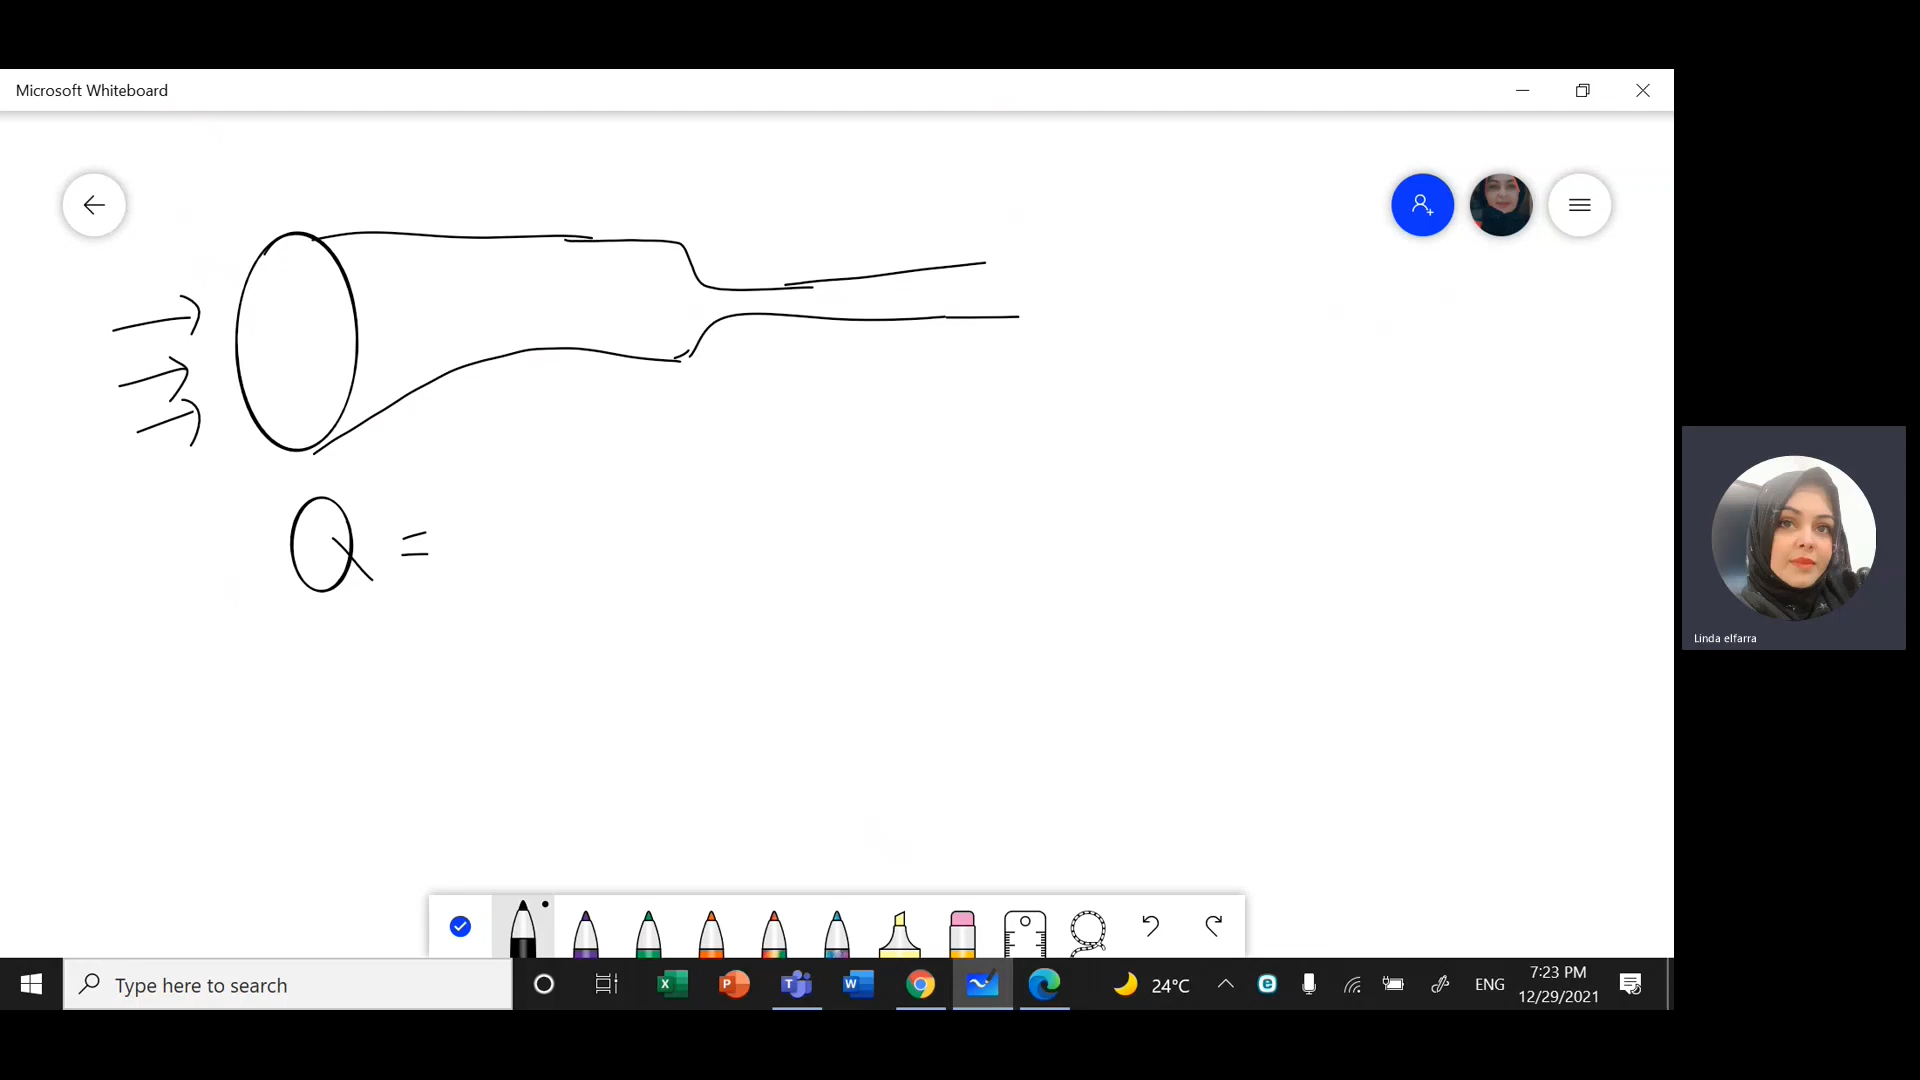 Microsoft Whiteboard
Q =
Linda elfarra
Type here to search
24°C
ENG
7:23 PM
12/29/2021